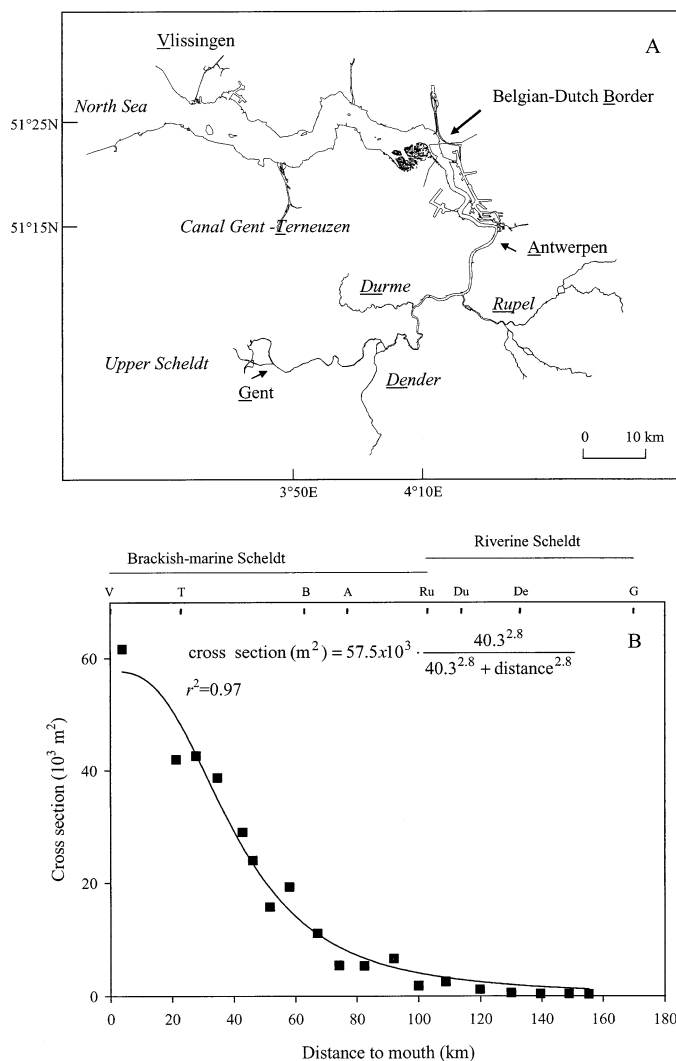 A
Vlissingen
North Sea
Belgian-Dutch Border
51°25N
Canal Gent -Terneuzen
51°15N
Antwerpen
Durme
Rupel
Upper Scheldt
Gent
Dender
0 10 km
3°50E 4°10E
Riverine Scheldt
Brackish-marine Scheldt
V T B A Ru Du De G
B
cross section (m²) = 57.5x10³ · 40.3^2.8 / (40.3^2.8 + distance^2.8)
r²=0.97
60
40
20
0
Cross section (10³ m²)
0 20 40 60 80 100 120 140 160 180
Distance to mouth (km)